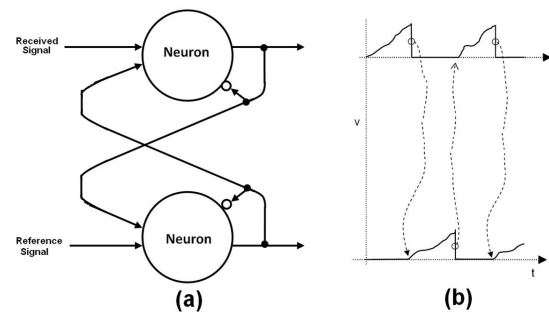 Received
Signal
Neuron
Reference
Signal
Neuron
(a)
V
t
(b)